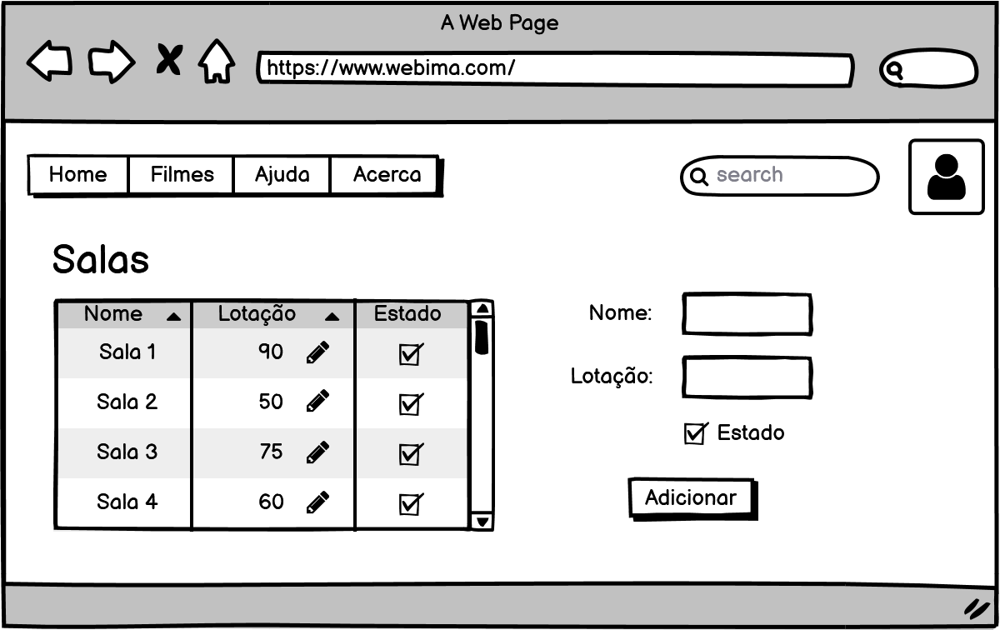 A Web Page
https://www.webima.com/
Home Filmes Ajuda Acerca
search
Salas
Nome Lotação Estado
Sala 1 90
Sala 2 50
Sala 3 75
Sala 4 60
Nome:
Lotação:
Estado
Adicionar